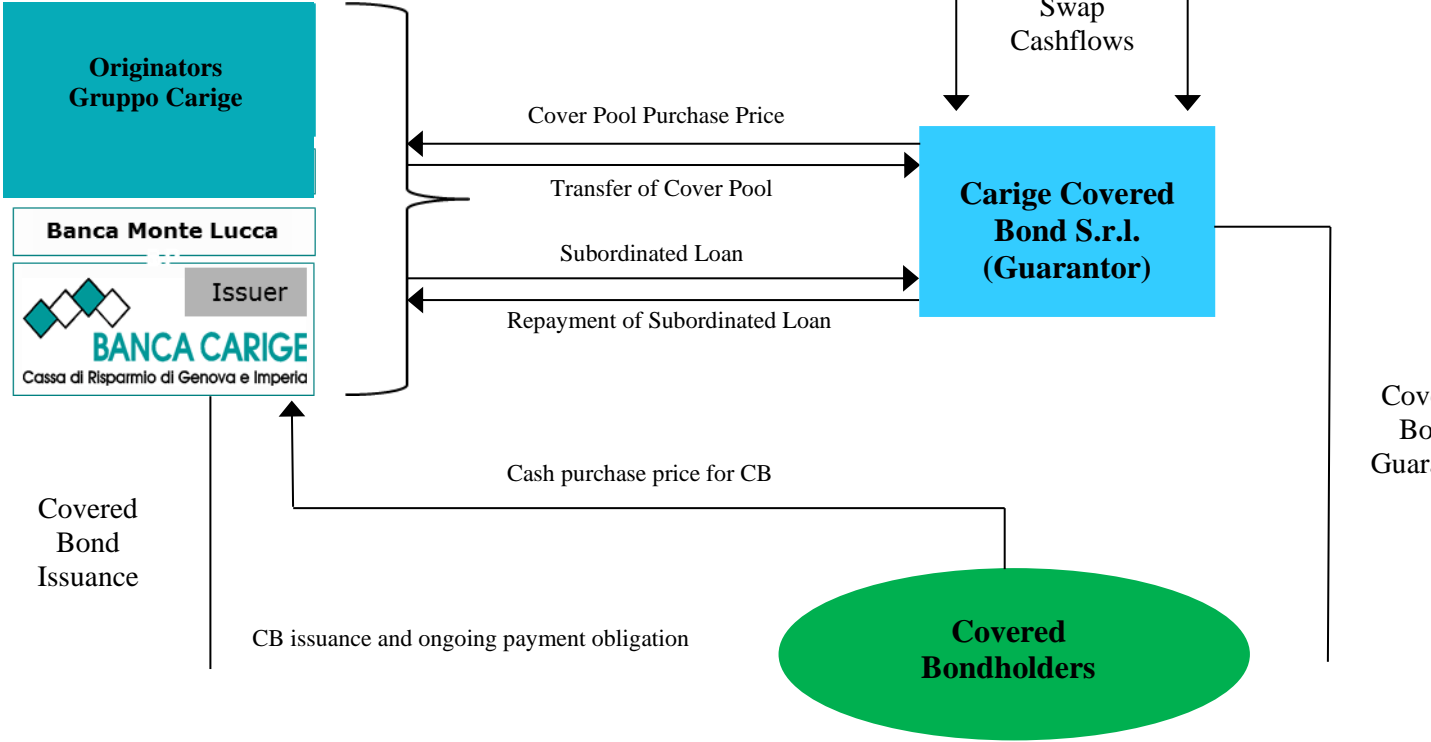 Swap
Cashflows
Originators
Gruppo Carige
Cover Pool Purchase Price
Transfer of Cover Pool
Carige Covered
Bond S.r.l.
(Guarantor)
Banca Monte Lucca
Subordinated Loan
Issuer
Repayment of Subordinated Loan
BANCA CARIGE
Cassa di Risparmio di Genova e Imperia
Cash purchase price for CB
Covered
Bond
Issuance
CB issuance and ongoing payment obligation
Covered
Bondholders